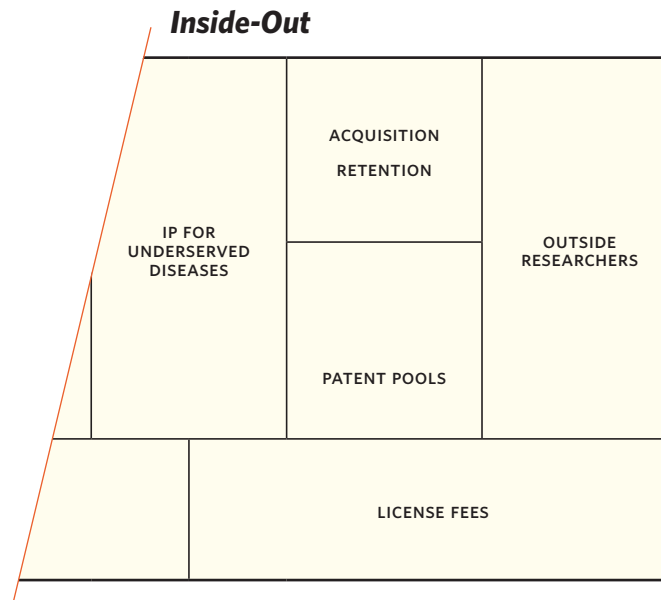 Inside-Out
ACQUISITION
RETENTION
IP FOR
UNDERSERVED
DISEASES
OUTSIDE
RESEARCHERS
PATENT POOLS
LICENSE FEES